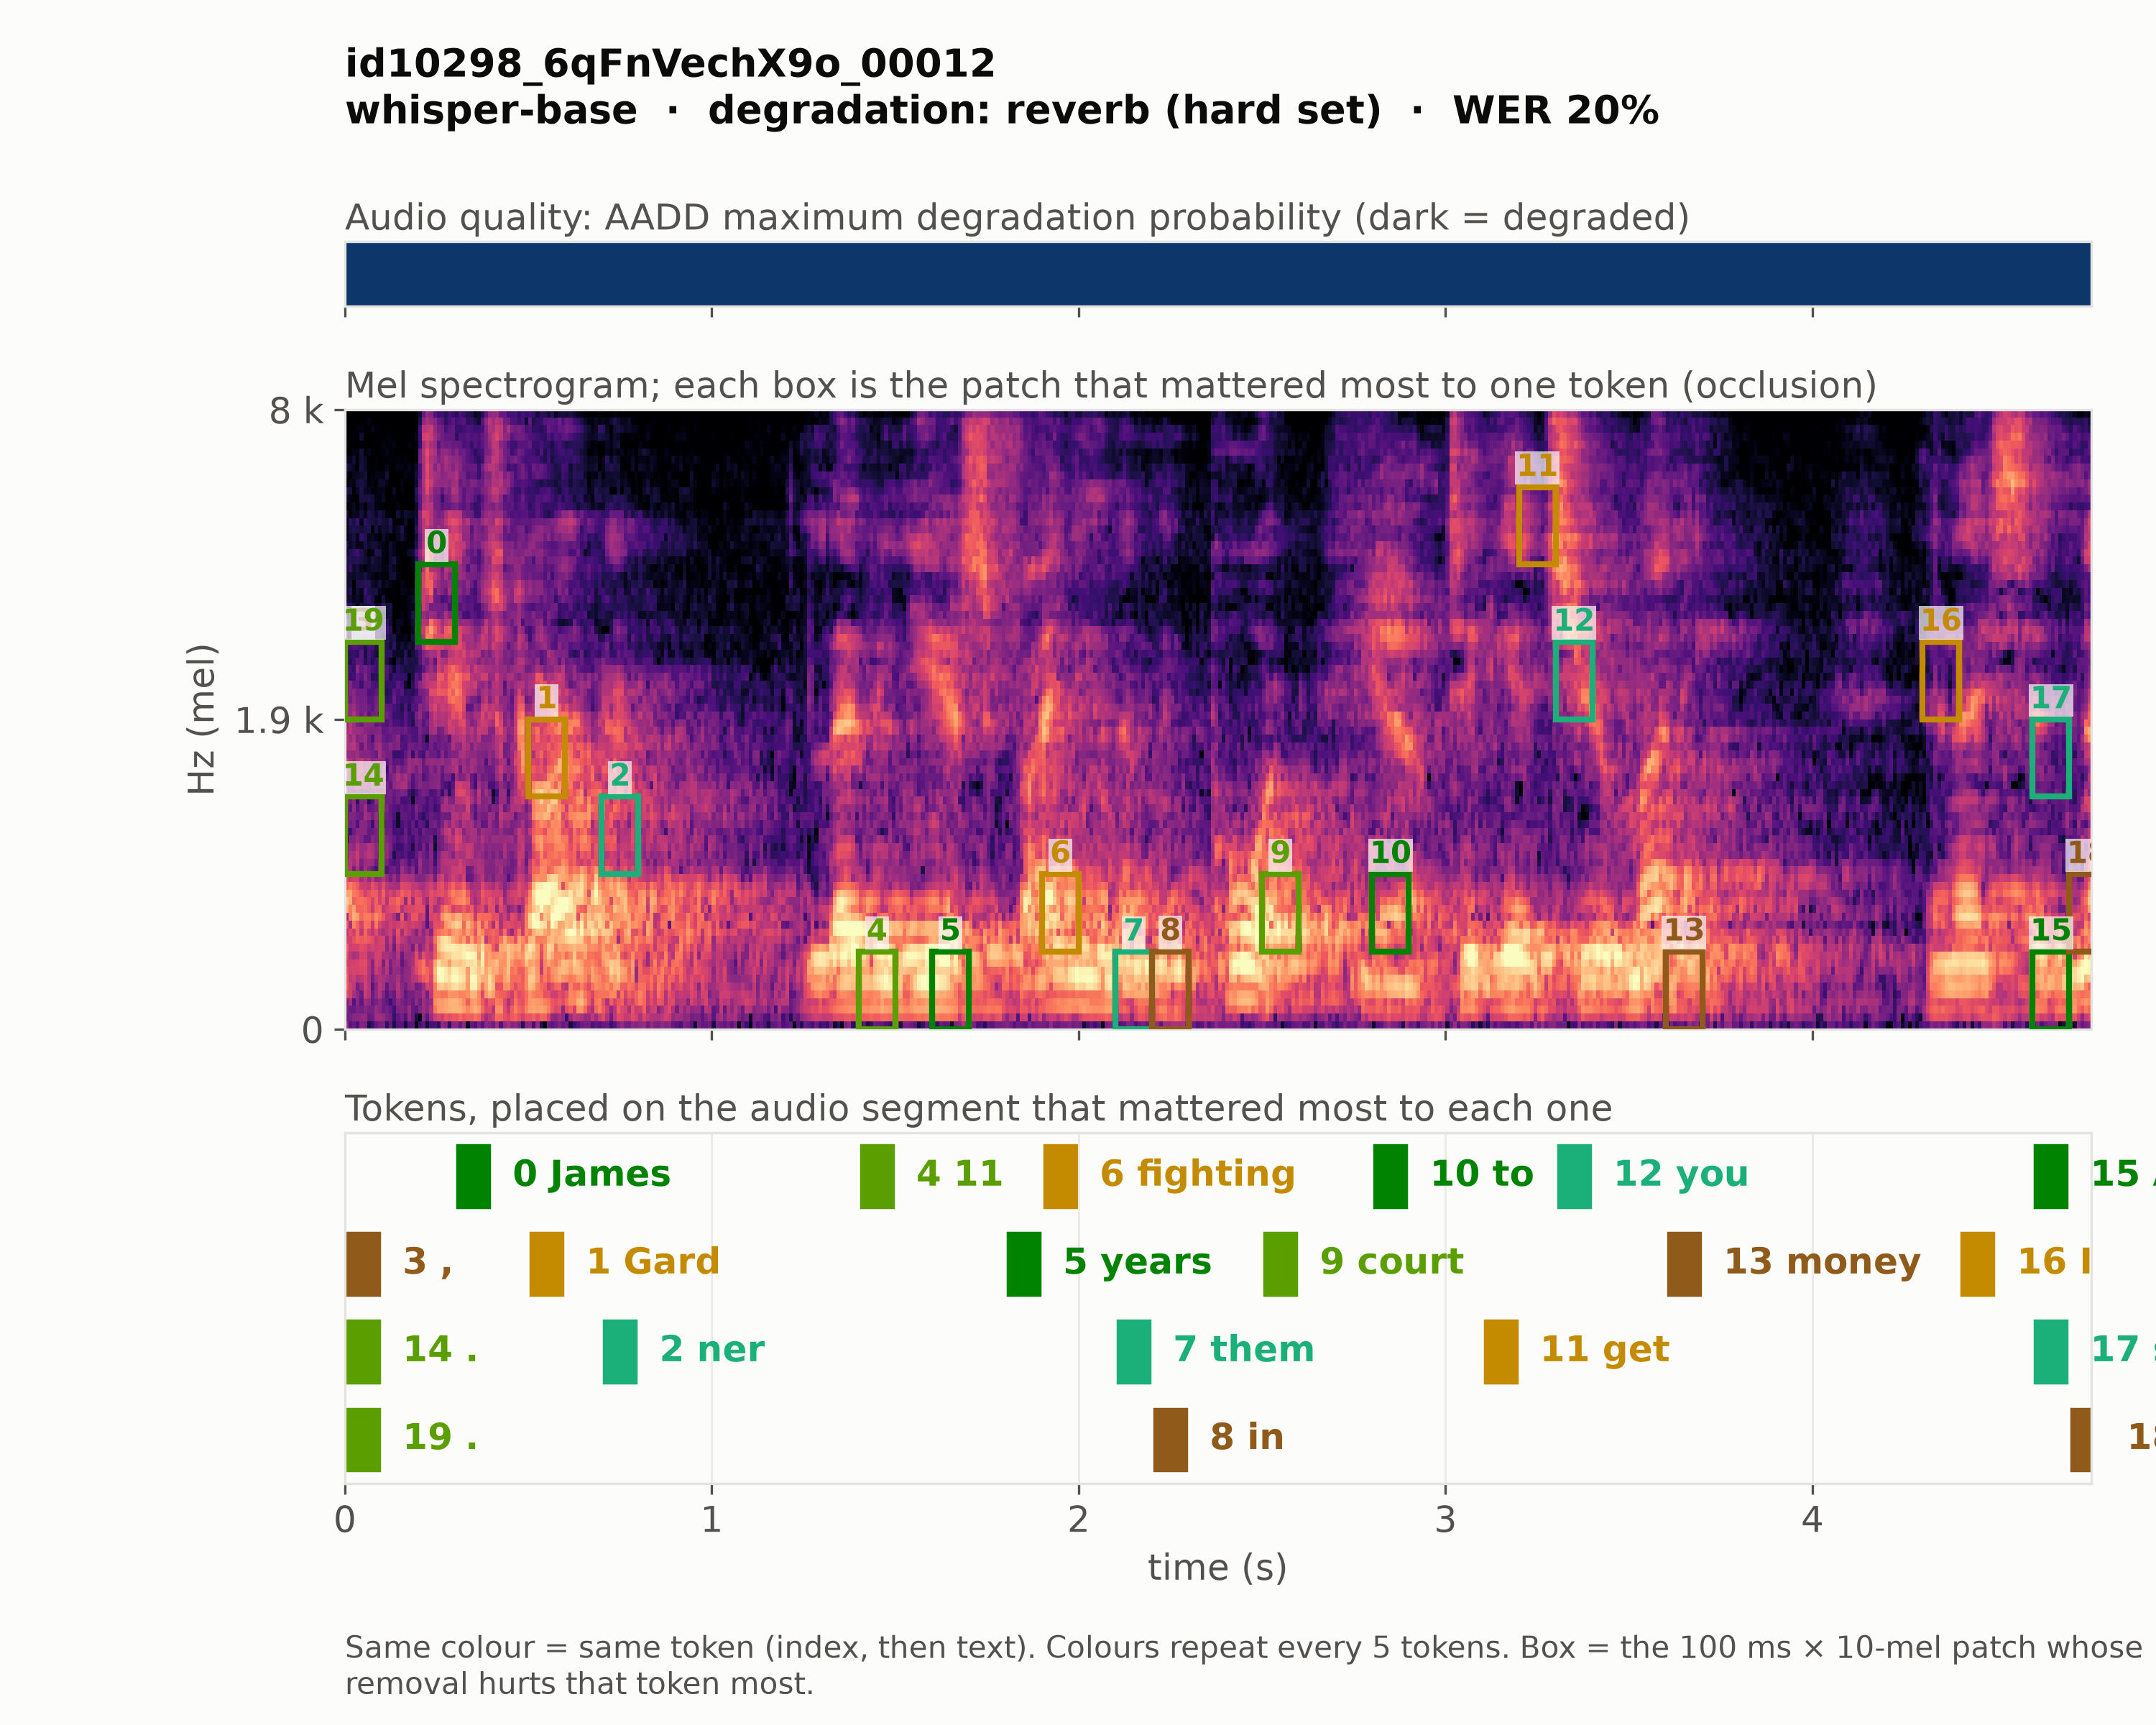 id10298_6qFnVechX9o_00012
whisper-base · degradation: reverb (hard set) · WER 20%
Audio quality: AADD maximum degradation probability (dark = degraded)
Mel spectrogram; each box is the patch that mattered most to one token (occlusion)
8 k
11
0
19
12
16
Hz (mel)
1.9 k
1
17
14
2
6
9
10
4
5
7
8
13
15
0
Tokens, placed on the audio segment that mattered most to each one
0 James
4 11
6 fighting
10 to
12 you
15
3 ,
1 Gard
5 years
9 court
13 money
16
14 .
2 ner
7 them
11 get
17
19 .
8 in
0
1
2
3
4
time (s)
Same colour = same token (index, then text). Colours repeat every 5 tokens. Box = the 100 ms × 10-mel patch whose
removal hurts that token most.